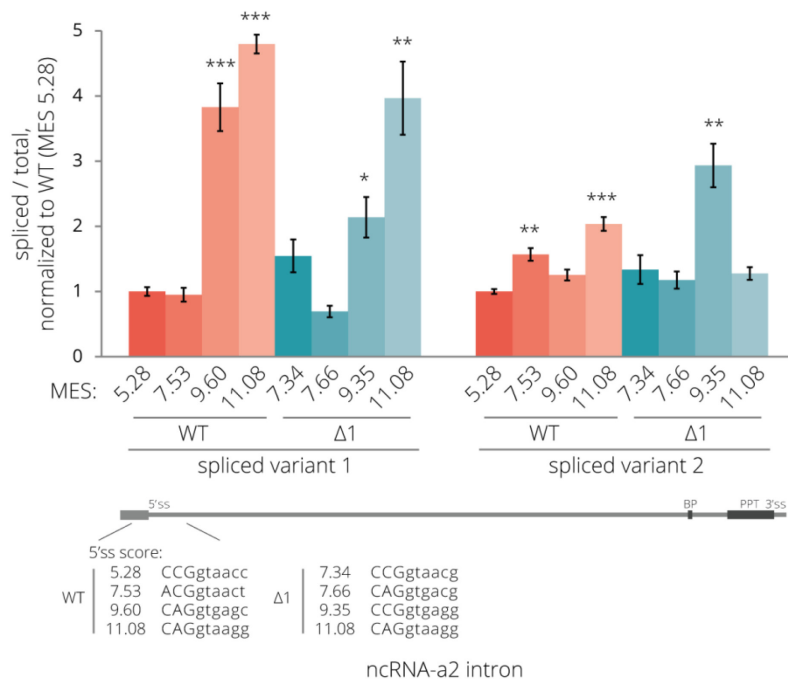 spliced / total,
normalized to WT (MES 5.28)
5
4
3
2
1
0
*** *** * ** ** *** **
MES: 5.28 7.53 9.60 11.08 7.34 7.66 9.35 11.08 5.28 7.53 9.60 11.08 7.34 7.66 9.35 11.08
WT Δ1 WT Δ1
spliced variant 1 spliced variant 2
5'ss BP PPT 3'ss
5'ss score:
WT Δ1
5.28 CCGgtaacc 7.34 CCGgtaacg
7.53 ACGgtaact 7.66 CAGgtgacg
9.60 CAGgtgagc 9.35 CCGgtgagg
11.08 CAGgtaagg 11.08 CAGgtaagg
ncRNA-a2 intron